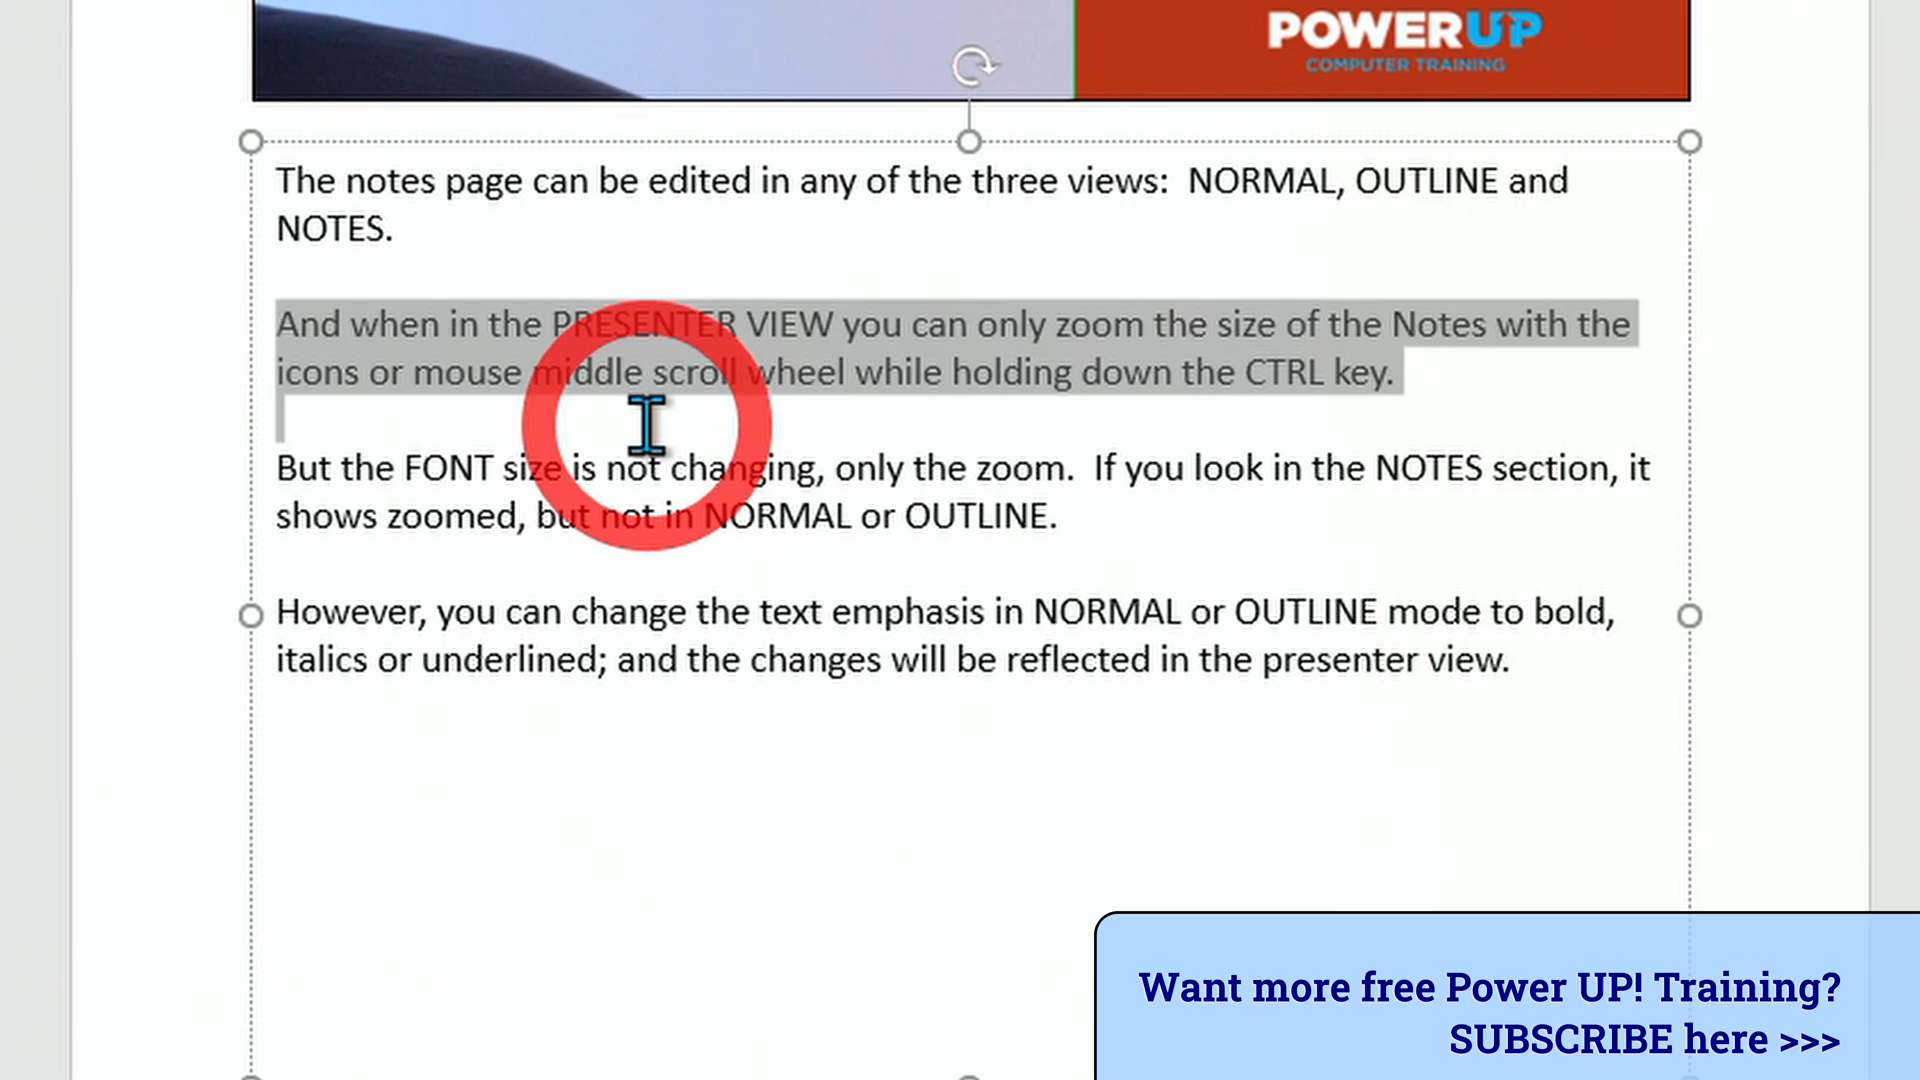 POWERUP
COMPUTER TRAINING
The notes page can be edited in any of the three views:  NORMAL, OUTLINE and
NOTES.
And when in the PRESENTER VIEW you can only zoom the size of the Notes with the
icons or mouse middle scroll wheel while holding down the CTRL key.
But the FONT size is not changing, only the zoom.  If you look in the NOTES section, it
shows zoomed, but not in NORMAL or OUTLINE.
However, you can change the text emphasis in NORMAL or OUTLINE mode to bold,
italics or underlined; and the changes will be reflected in the presenter view.
Want more free Power UP! Training?
SUBSCRIBE here >>>